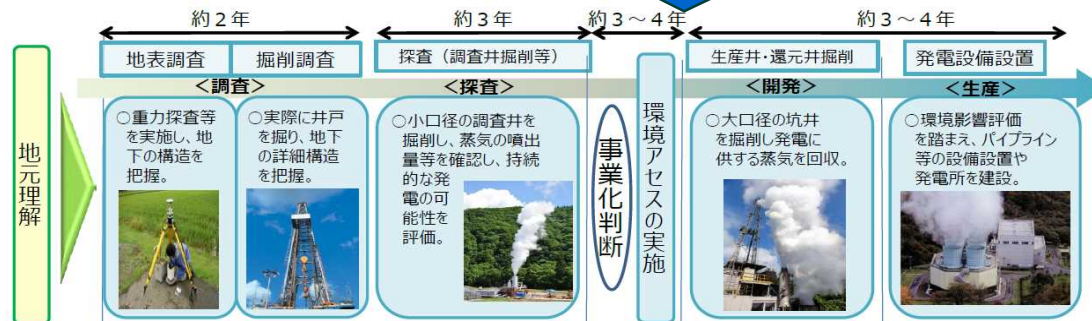 約２年
約３年
約３～４年
約３～４年
地元理解
地表調査
掘削調査
探査（調査井掘削等）
生産井・還元井掘削
発電設備設置
＜調査＞
＜探査＞
＜開発＞
＜生産＞
○重力探査等
を実施し、地
下の構造を
把握。
○実際に井戸
を掘り、地下
の詳細構造
を把握。
○小口径の調査井を
掘削し、蒸気の噴出
量等を確認し、持続
的な発
電の可
能性を
評価。
事業化判断
環境アセスの実施
○大口径の坑井
を掘削し発電に
供する蒸気を回収。
○環境影響評価
を踏まえ、パイプライン
等の設備設置や
発電所を建設。